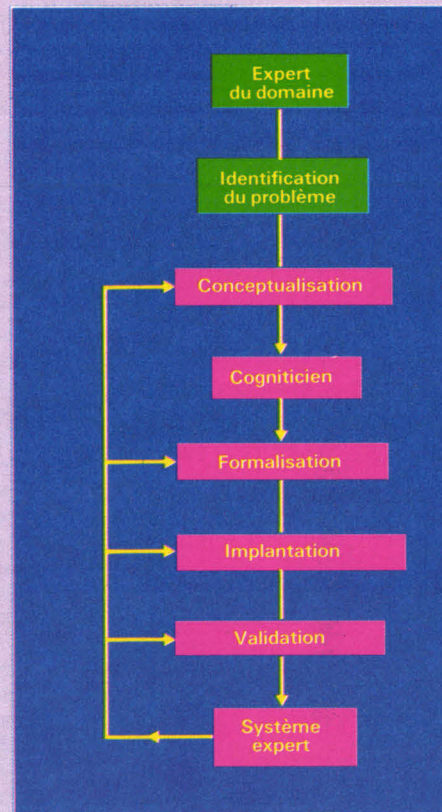 Expert
du domaine
Identification
du problème
Conceptualisation
Cogniticien
Formalisation
Implantation
Validation
Système
expert